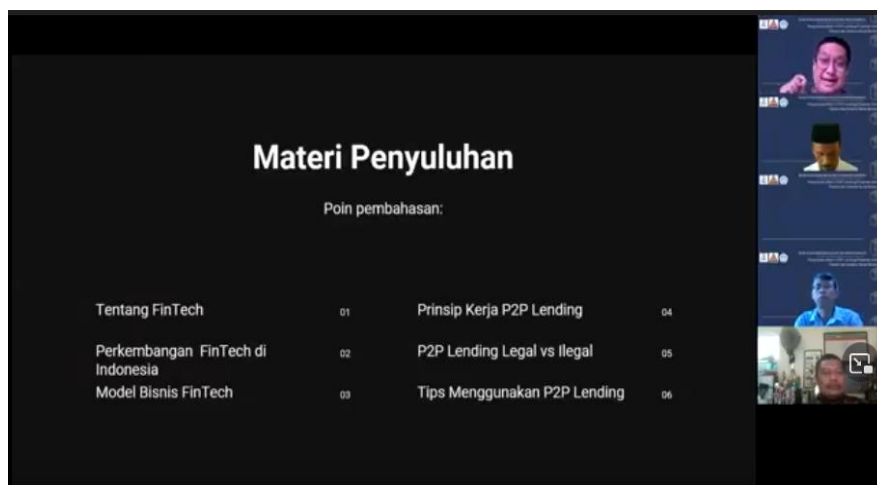 Materi Penyuluhan
Poin pembahasan:
Tentang FinTech 01
Perkembangan FinTech di
Indonesia 02
Model Bisnis FinTech 03
Prinsip Kerja P2P Lending 04
P2P Lending Legal vs Ilegal 05
Tips Menggunakan P2P Lending 06